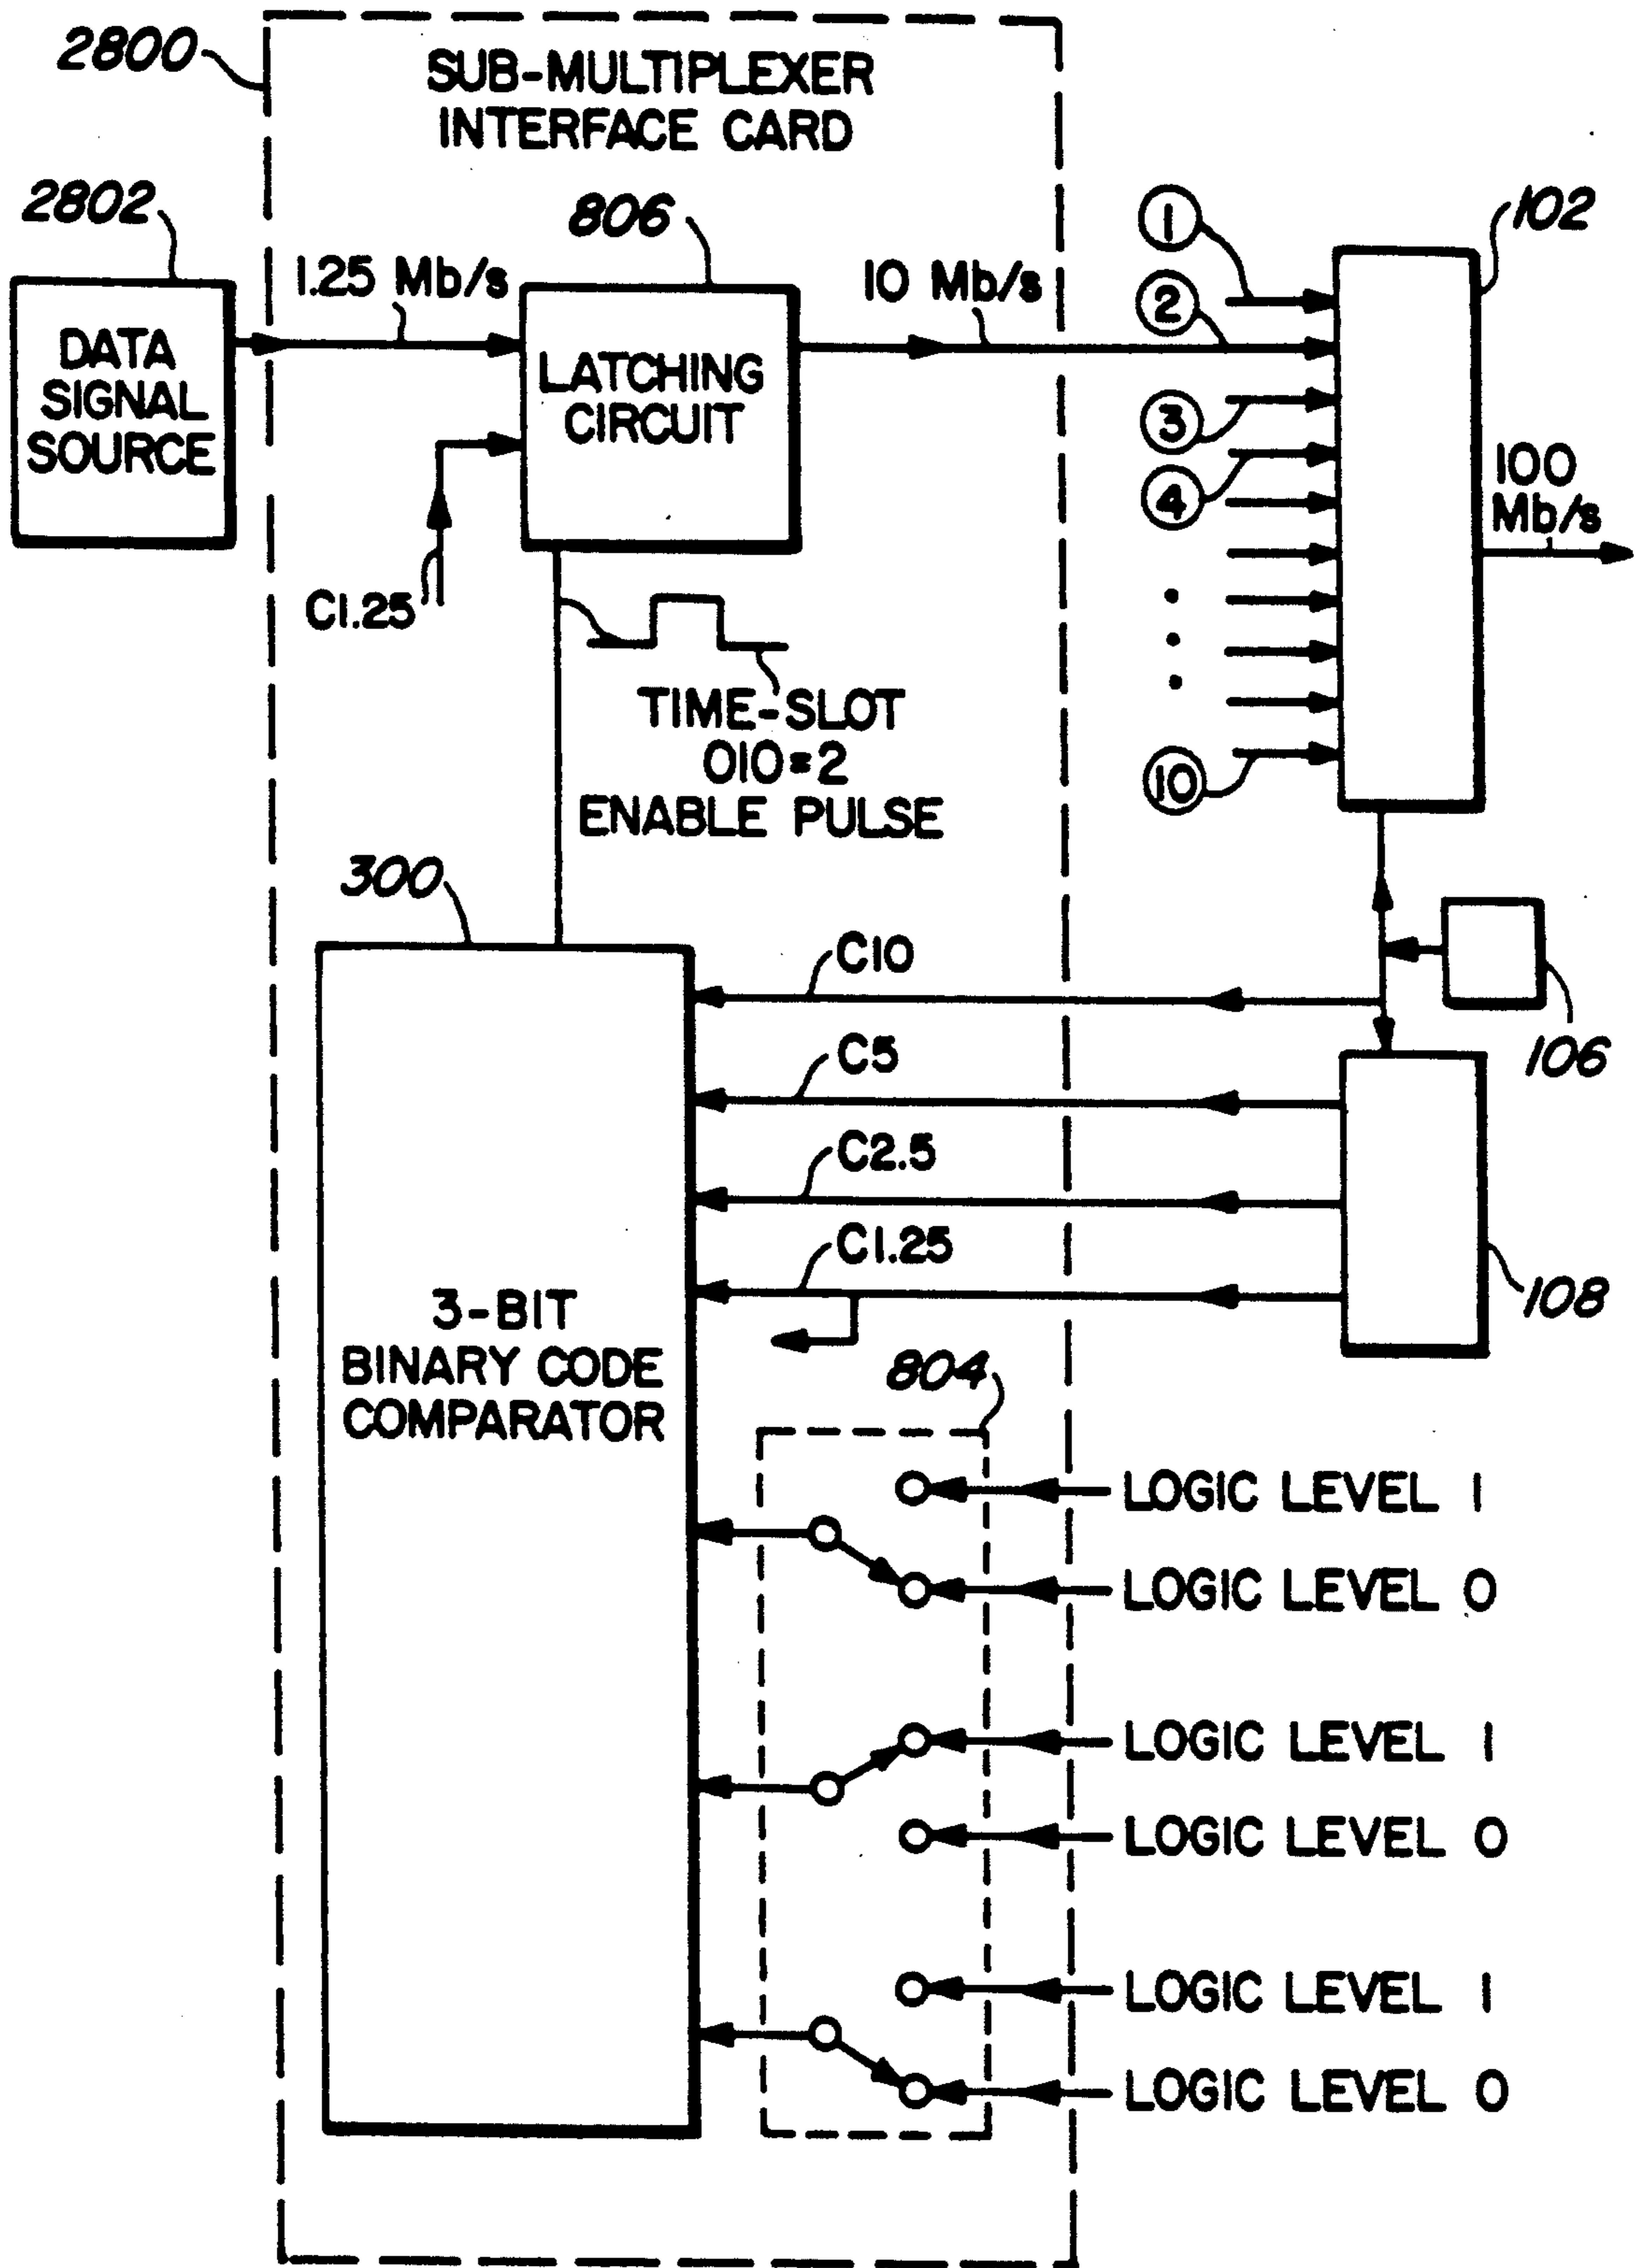 2800
SUB-MULTIPLEXER
INTERFACE CARD
2802
806
102
1.25 Mb/s
10 Mb/s
1
2
3
4
10
DATA
SIGNAL
SOURCE
LATCHING
CIRCUIT
100
Mb/s
C1.25
TIME-SLOT
010=2
ENABLE PULSE
300
C10
106
C5
C2.5
C1.25
108
3-BIT
BINARY CODE
COMPARATOR
804
LOGIC LEVEL 1
LOGIC LEVEL 0
LOGIC LEVEL 1
LOGIC LEVEL 0
LOGIC LEVEL 1
LOGIC LEVEL 0